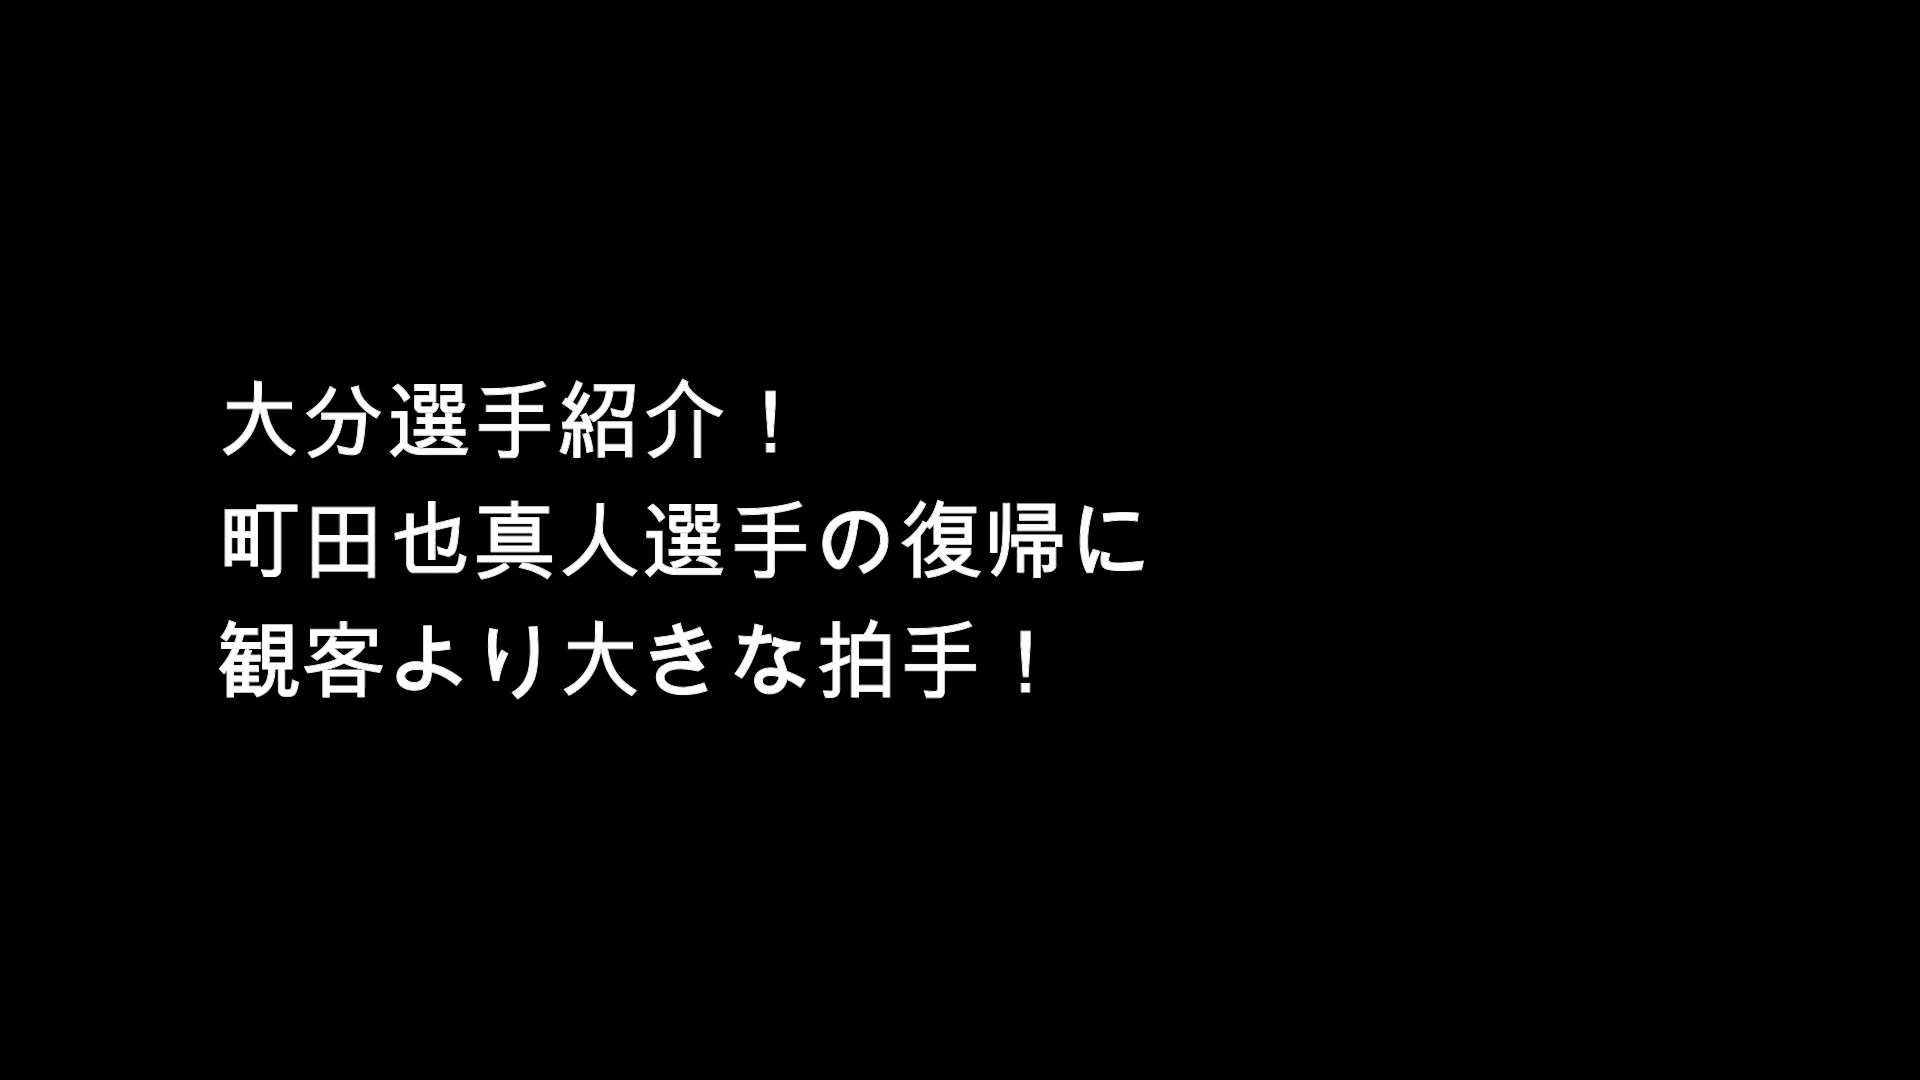 大分選手紹介！
町田也真人選手の復帰に
観客より大きな拍手！